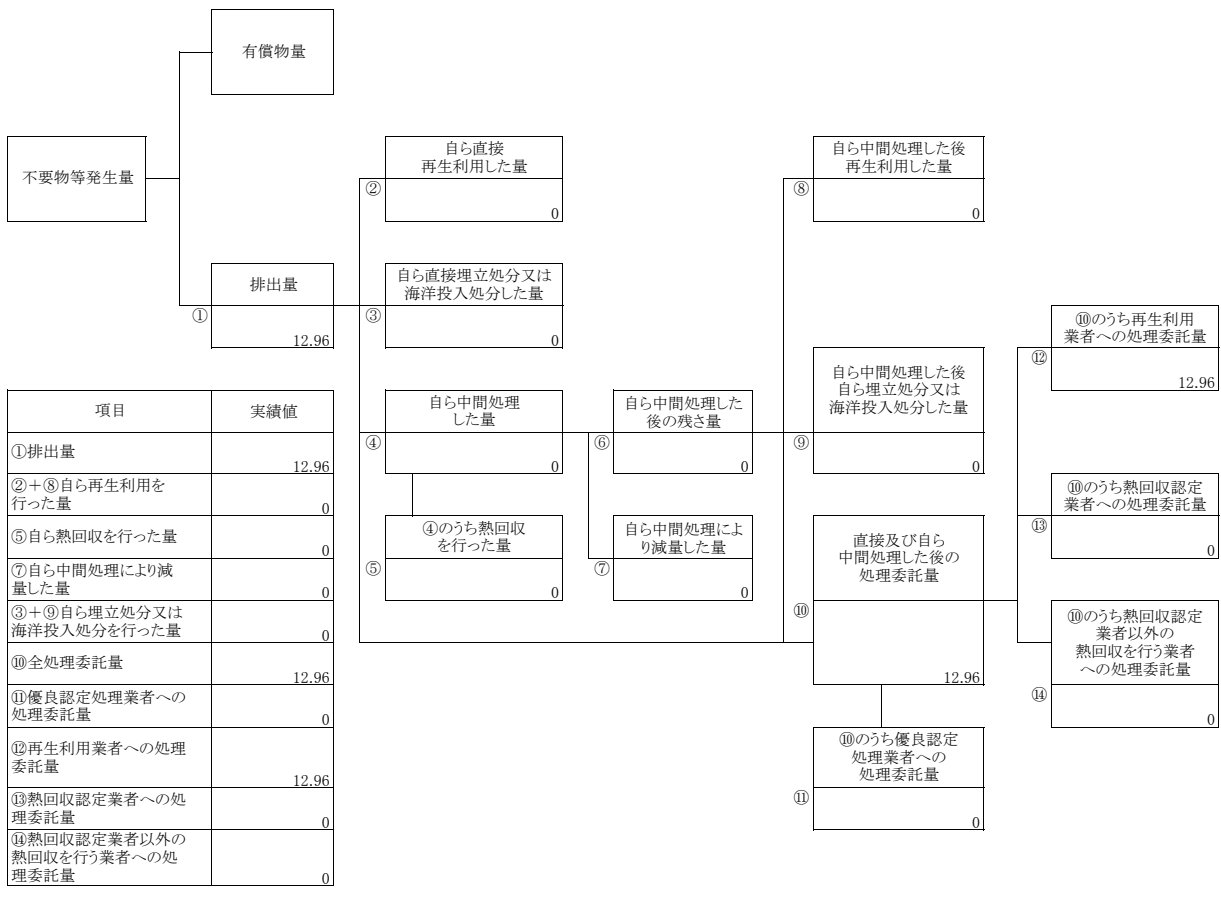 有償物量
不要物等発生量
自ら直接
再生利用した量
②
0
自ら中間処理した後
再生利用した量
⑧
0
排出量
①
12.96
自ら直接埋立処分又は
海洋投入処分した量
③
0
⑩のうち再生利用
業者への処理委託量
⑫
12.96
自ら中間処理
した量
④
0
自ら中間処理した
後の残さ量
⑥
0
自ら中間処理した後
自ら埋立処分又は
海洋投入処分した量
⑨
0
⑩のうち熱回収認定
業者への処理委託量
⑬
0
④のうち熱回収
を行った量
⑤
0
自ら中間処理によ
り減量した量
⑦
0
直接及び自ら
中間処理した後の
処理委託量
⑩
12.96
⑩のうち熱回収認定
業者以外の
熱回収を行う業者
への処理委託量
⑭
0
⑩のうち優良認定
処理業者への
処理委託量
⑪
0
項目 実績値
①排出量
12.96
②+⑧自ら再生利用を
行った量
0
⑤自ら熱回収を行った量
0
⑦自ら中間処理により減
量した量
0
③+⑨自ら埋立処分又は
海洋投入処分を行った量
0
⑩全処理委託量
12.96
⑪優良認定処理業者への
処理委託量
0
⑫再生利用業者への処理
委託量
12.96
⑬熱回収認定業者への処
理委託量
0
⑭熱回収認定業者以外の
熱回収を行う業者への処
理委託量
0